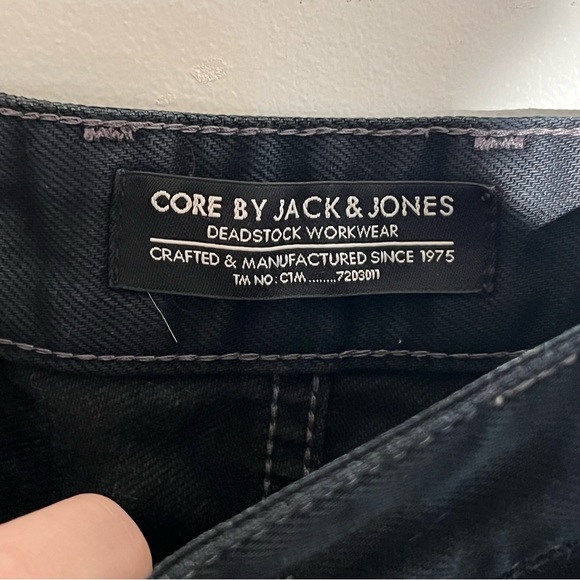 CORE BY JACK & JONES
DEADSTOCK WORKWEAR
CRAFTED & MANUFACTURED SINCE 1975
TM NO: C1M ........7203011